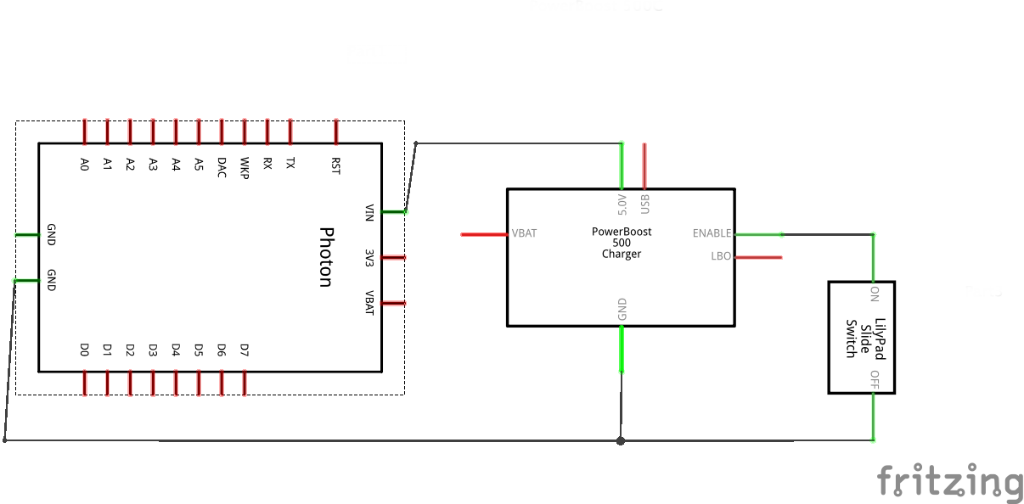 A0
A1
A2
A3
A4
A5
DAC
WKP
RX
TX
RST
GND
GND
VIN
3V3
VBAT
Photon
D0
D1
D2
D3
D4
D5
D6
D7
5.0V
USB
VBAT
PowerBoost
500
Charger
ENABLE
LBO
GND
ON
LilyPad
Slide
Switch
OFF
fritzing